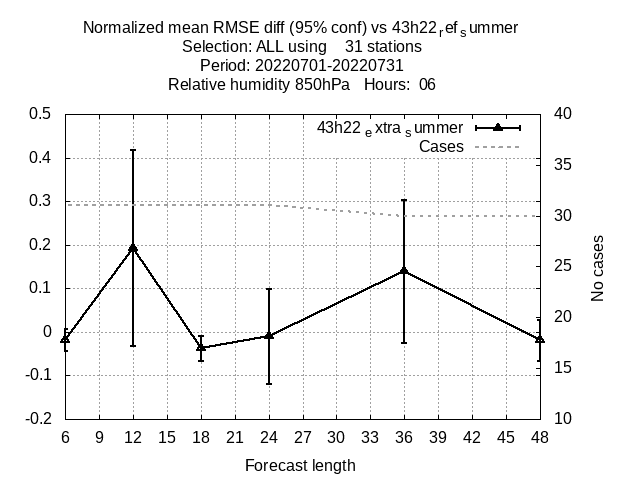 Normalized mean RMSE diff (95% conf) vs 43h22refsummer
Selection: ALL using 31 stations
Period: 20220701-20220731
Relative humidity 850hPa Hours: 06
43h22extrasummer
Cases
0.5
0.4
0.3
0.2
0.1
0
-0.1
-0.2
40
35
30
25
20
15
10
No cases
6 9 12 15 18 21 24 27 30 33 36 39 42 45 48
Forecast length